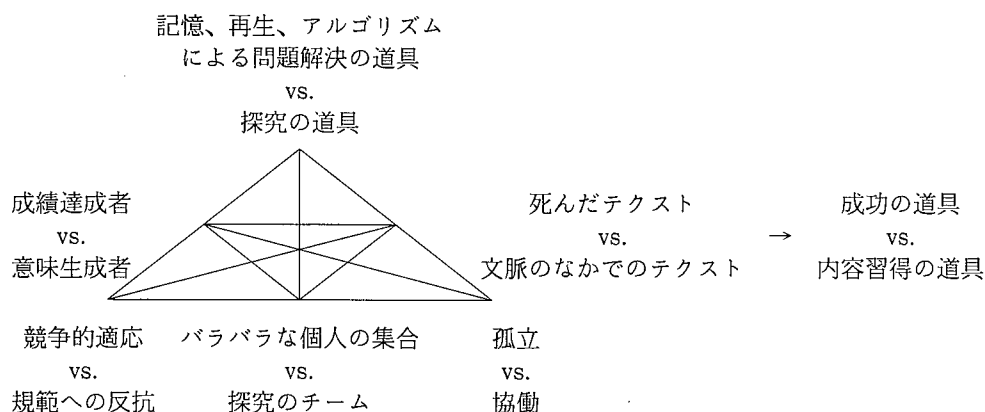 記憶、再生、アルゴリズム
による問題解決の道具
vs.
探究の道具
成績達成者
vs.
意味生成者
死んだテクスト
vs.
文脈のなかでのテクスト
→
成功の道具
vs.
内容習得の道具
競争的適応
vs.
規範への反抗
バラバラな個人の集合
vs.
探究のチーム
孤立
vs.
協働